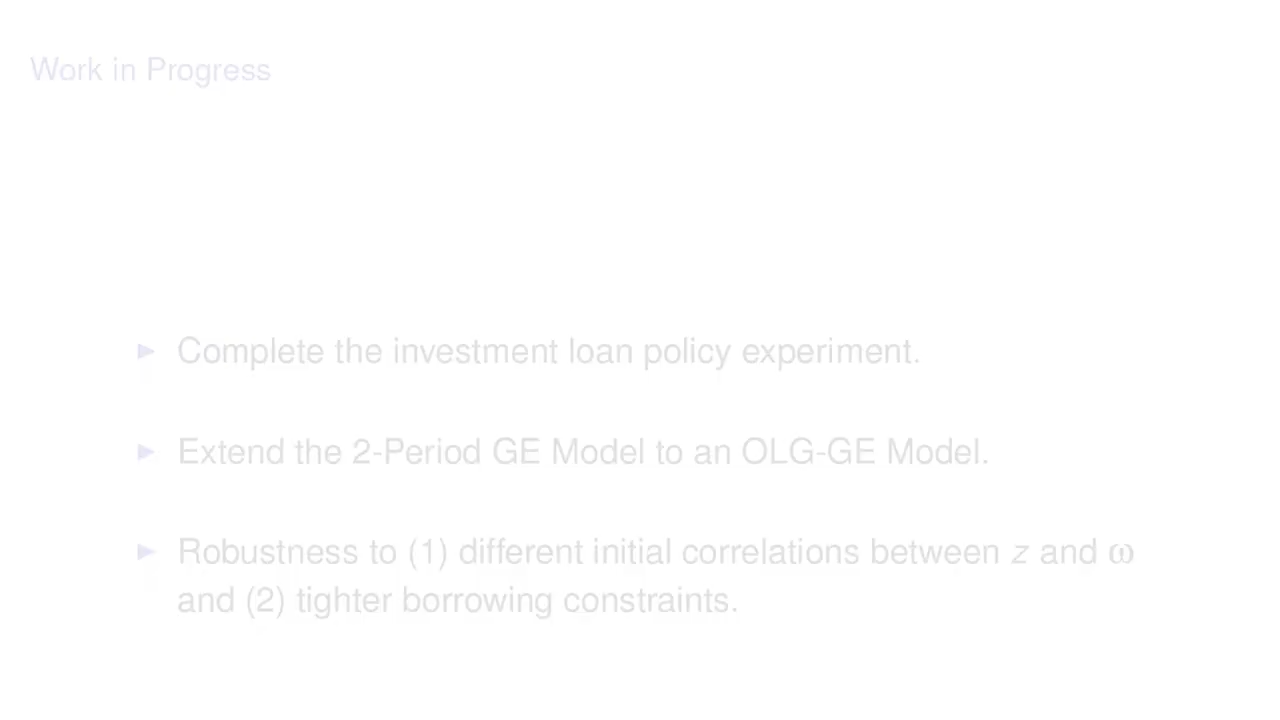 Work in Progress
Complete the investment loan policy experiment.
Extend the 2-Period GE Model to an OLG-GE Model.
Robustness to (1) different initial correlations between z and ω
and (2) tighter borrowing constraints.